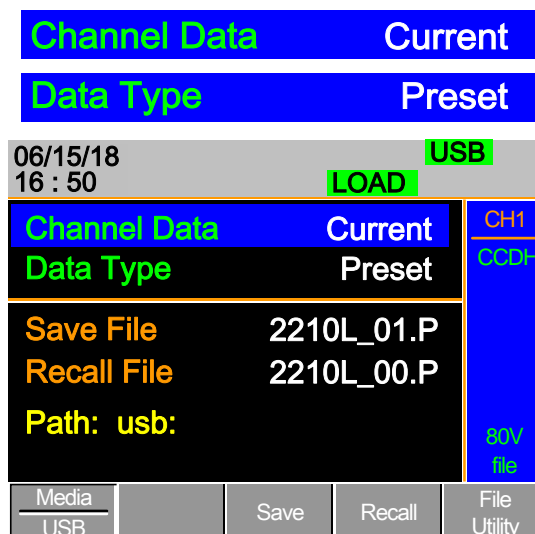 Channel Data Current
Data Type Preset
06/15/18 USB
16 : 50 LOAD
Channel Data Current
Data Type Preset
CH1
CCDH
Save File 2210L_01.P
Recall File 2210L_00.P
Path: usb:
80V
file
Media
USB
Save
Recall
File
Utility